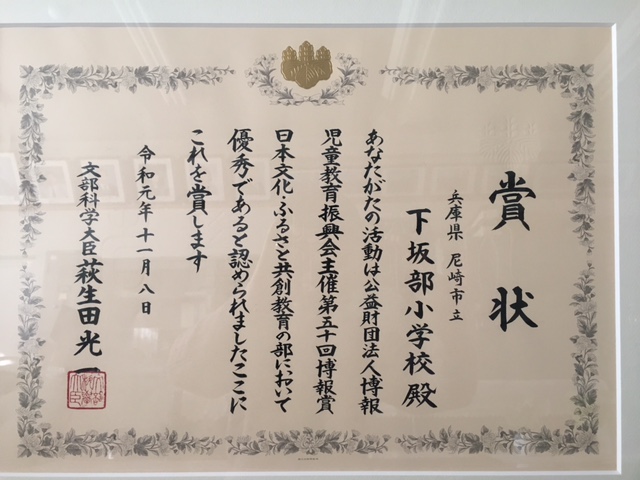 賞状
兵庫県 尼崎市立
下坂部小学校殿
あなたがたの活動は公益財団法人博報
児童教育振興会主催第五十回博報賞
日本文化・ふるさと共創教育の部において
優秀であると認められましたここに
これを賞します
令和元年十一月八日
文部科学大臣萩生田光一